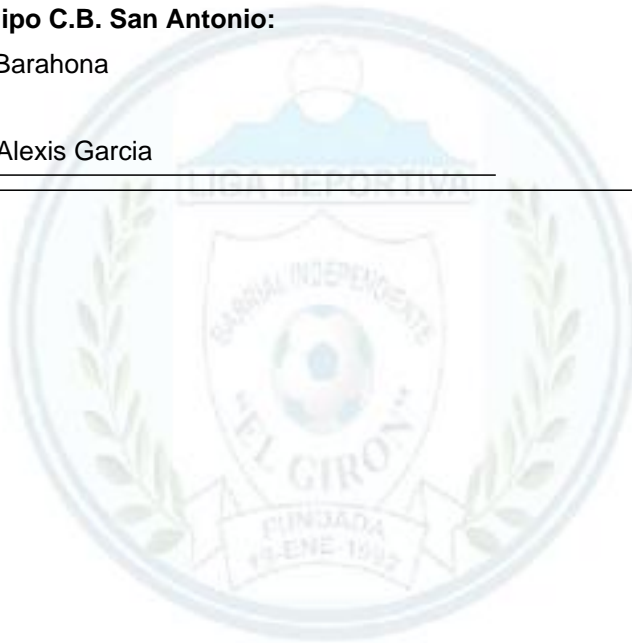 ipo C.B. San Antonio:
Barahona
Alexis Garcia
LIGA DEPORTIVA
BARRIAL INDEPENDIENTE
"EL GIRON"
FUNDADA